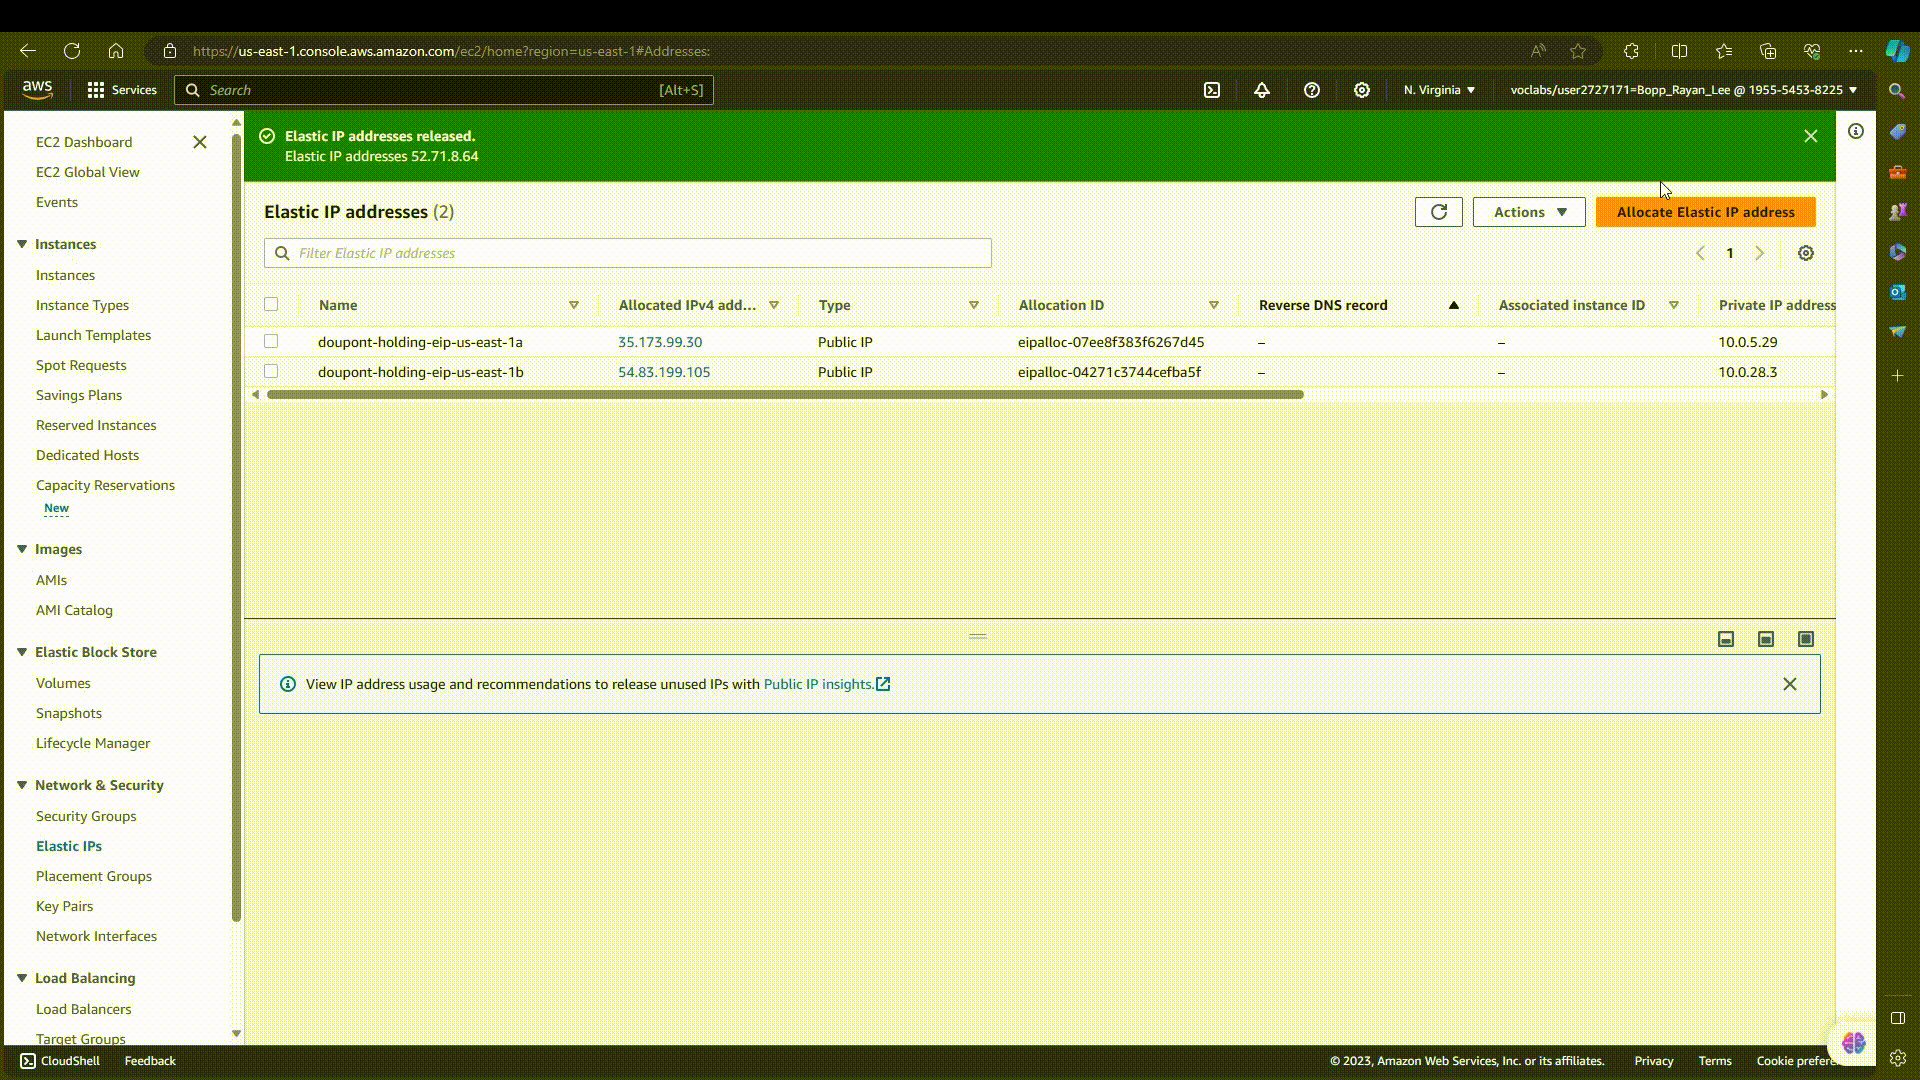 https://us-east-1.console.aws.amazon.com/ec2/home?region=us-east-1#Addresses:
aws
Services
Search
[Alt+S]
N. Virginia
voclabs/user2727171=Bopp_Rayan_Lee @ 1955-5453-8225
EC2 Dashboard
EC2 Global View
Events
Instances
Instances
Instance Types
Launch Templates
Spot Requests
Savings Plans
Reserved Instances
Dedicated Hosts
Capacity Reservations
New
Images
AMIs
AMI Catalog
Elastic Block Store
Volumes
Snapshots
Lifecycle Manager
Network & Security
Security Groups
Elastic IPs
Placement Groups
Key Pairs
Network Interfaces
Load Balancing
Load Balancers
Target Groups
Elastic IP addresses released.
Elastic IP addresses 52.71.8.64
Elastic IP addresses (2)
Actions
Allocate Elastic IP address
Filter Elastic IP addresses
1
Name Allocated IPv4 add... Type Allocation ID Reverse DNS record Associated instance ID Private IP address
doupont-holding-eip-us-east-1a 35.173.99.30 Public IP eipalloc-07ee8f383f6267d45 – – 10.0.5.29
doupont-holding-eip-us-east-1b 54.83.199.105 Public IP eipalloc-04271c3744cefba5f – – 10.0.28.3
View IP address usage and recommendations to release unused IPs with Public IP insights.
CloudShell
Feedback
© 2023, Amazon Web Services, Inc. or its affiliates.
Privacy
Terms
Cookie prefere